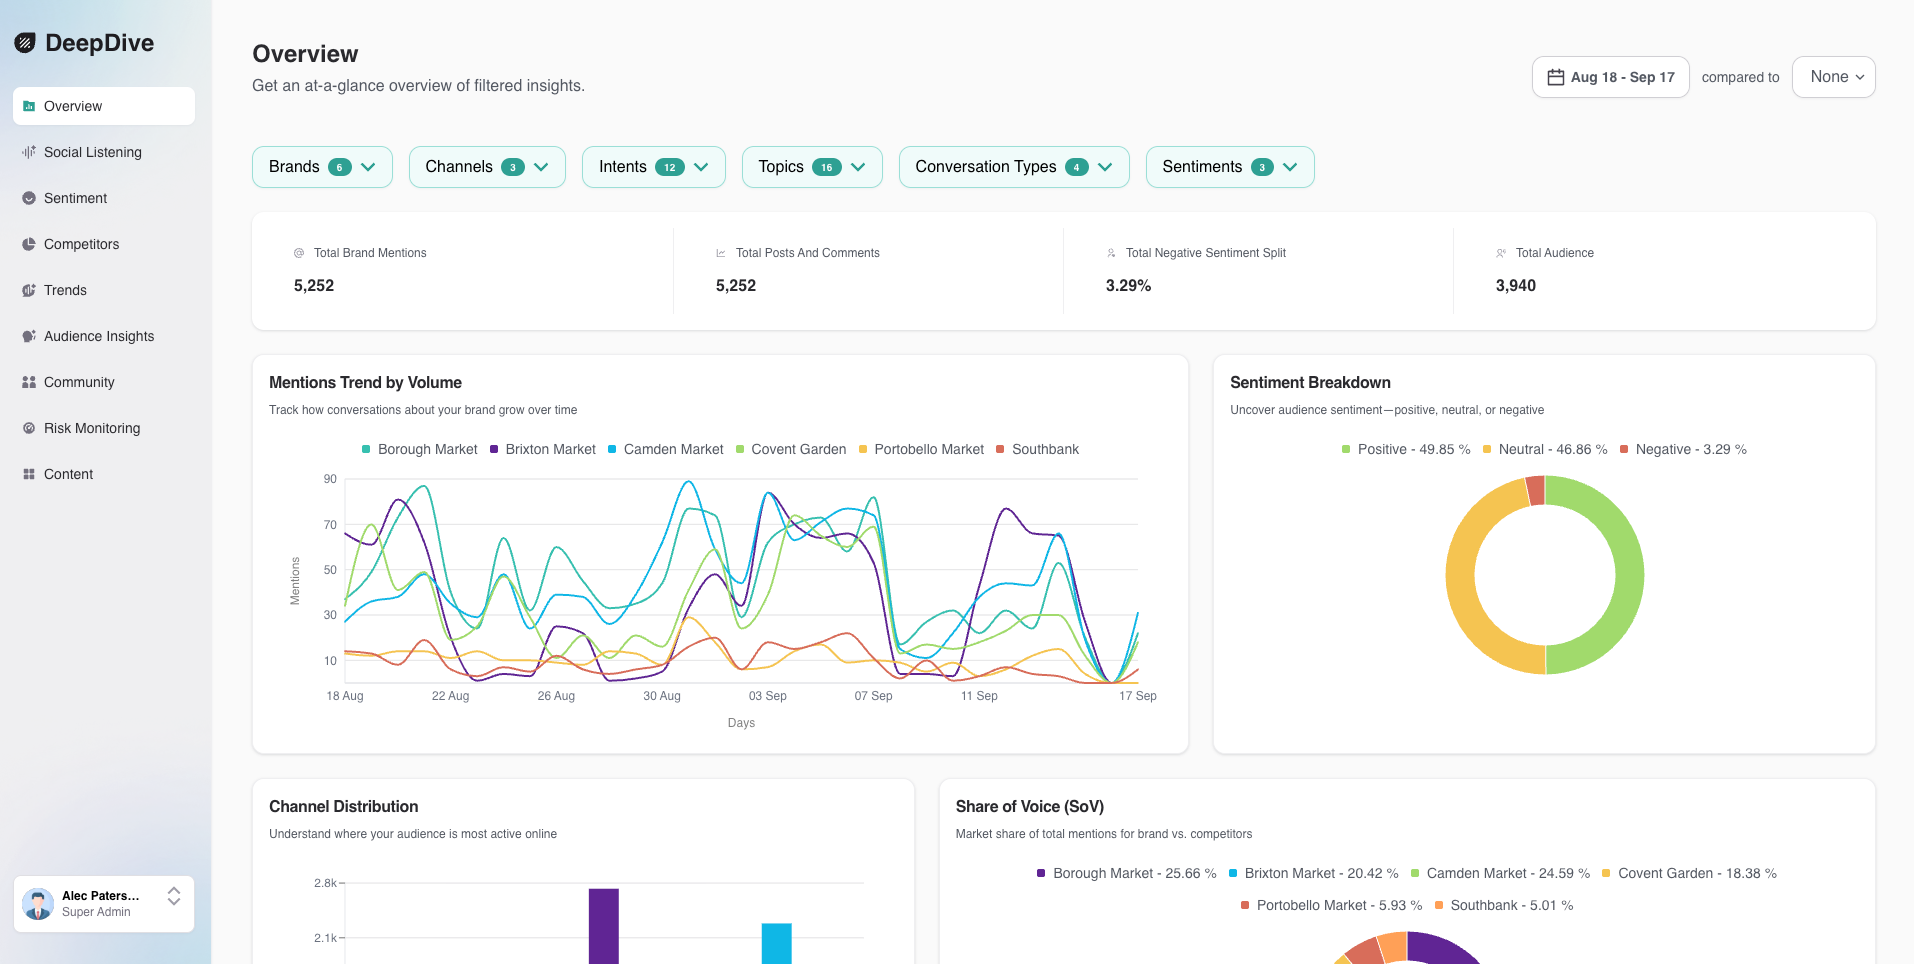 DeepDive
Overview
Social Listening
Sentiment
Competitors
Trends
Audience Insights
Community
Risk Monitoring
Content
Alec Paters...
Super Admin
Overview
Get an at-a-glance overview of filtered insights.
Aug 18 - Sep 17 compared to None
Brands 6 Channels 3 Intents 12 Topics 16 Conversation Types 4 Sentiments 3
Total Brand Mentions
5,252
Total Posts And Comments
5,252
Total Negative Sentiment Split
3.29%
Total Audience
3,940
Mentions Trend by Volume
Track how conversations about your brand grow over time
Borough Market Brixton Market Camden Market Covent Garden Portobello Market Southbank
90
70
50
30
10
Mentions
18 Aug 22 Aug 26 Aug 30 Aug 03 Sep 07 Sep 11 Sep 17 Sep
Days
Sentiment Breakdown
Uncover audience sentiment—positive, neutral, or negative
Positive - 49.85 % Neutral - 46.86 % Negative - 3.29 %
Channel Distribution
Understand where your audience is most active online
2.8k
2.1k
Share of Voice (SoV)
Market share of total mentions for brand vs. competitors
Borough Market - 25.66 % Brixton Market - 20.42 % Camden Market - 24.59 % Covent Garden - 18.38 %
Portobello Market - 5.93 % Southbank - 5.01 %